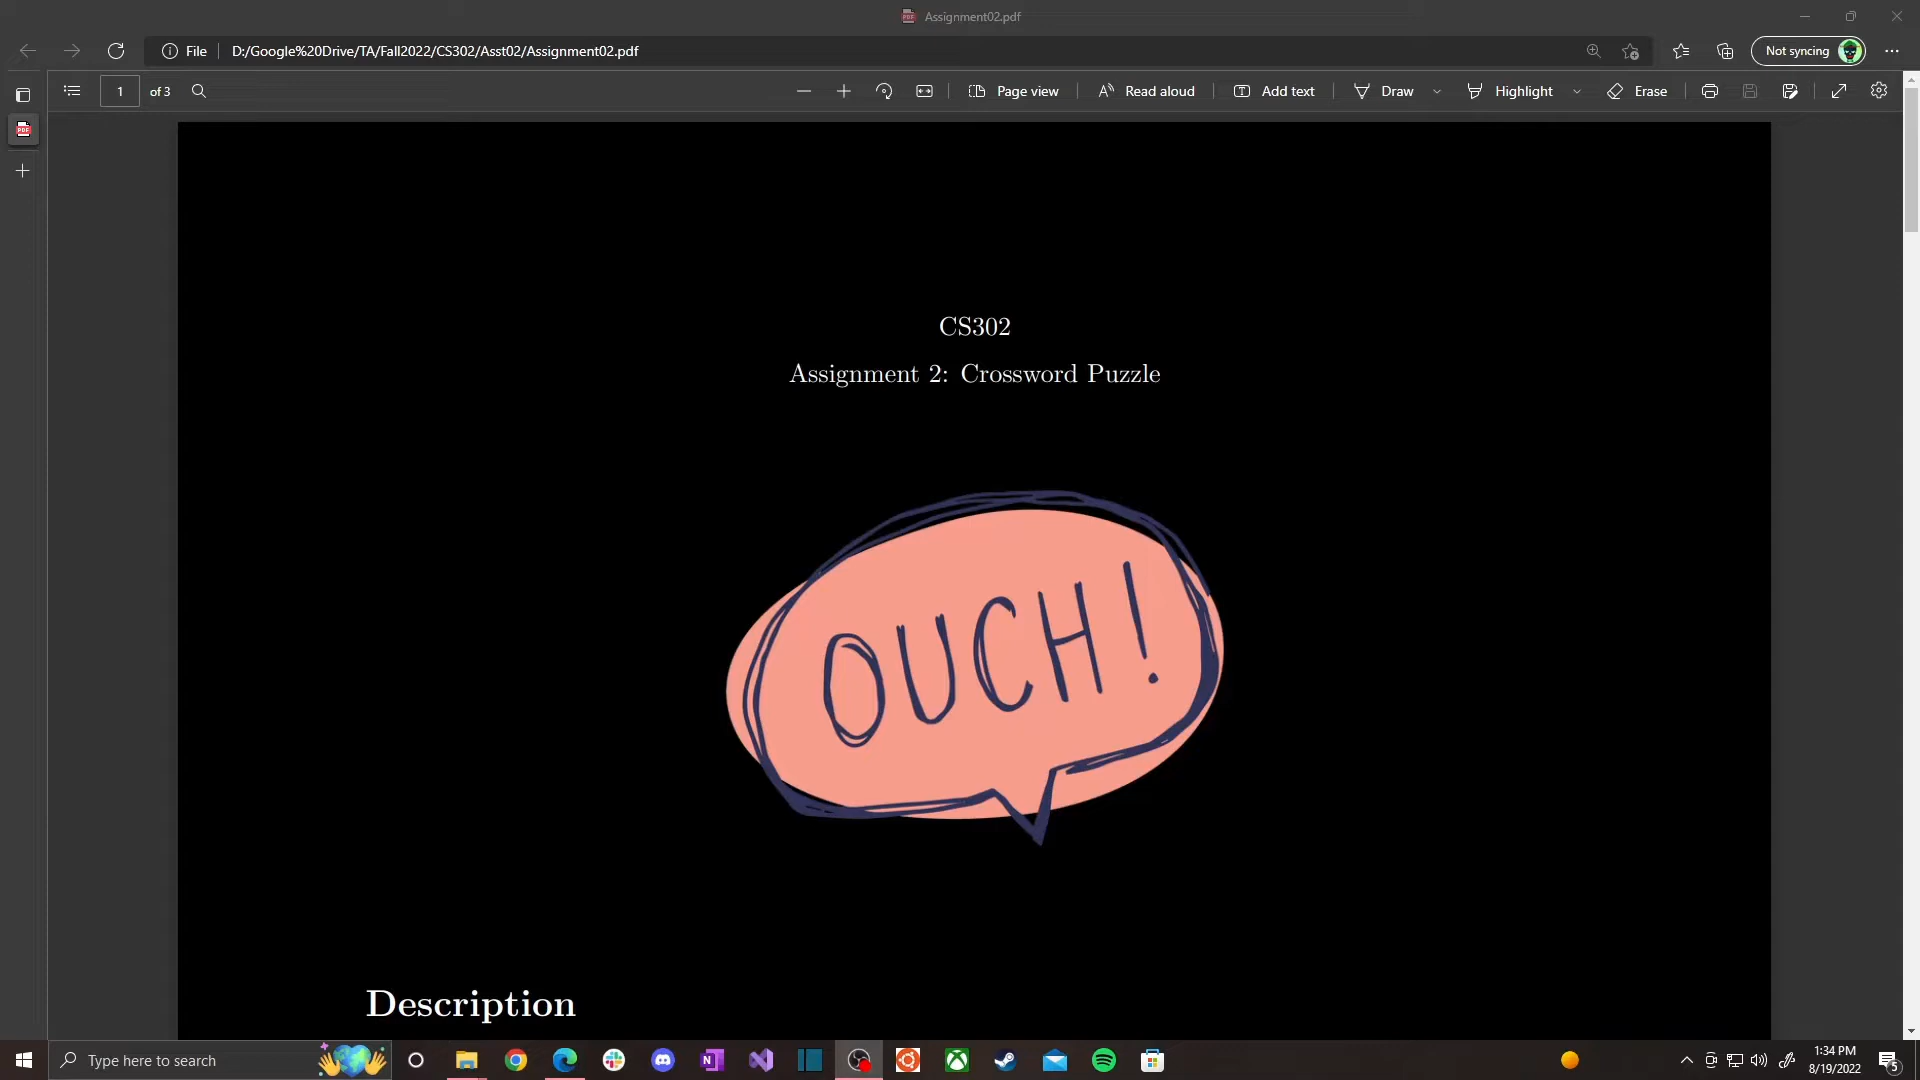 Assignment02.pdf
File
D:/Google%20Drive/TA/Fall2022/CS302/Asst02/Assignment02.pdf
Not syncing
1 of 3
Page view
Read aloud
Add text
Draw
Highlight
Erase
CS302
Assignment 2: Crossword Puzzle
OUCH!
Description
Type here to search
1:34 PM
8/19/2022
5